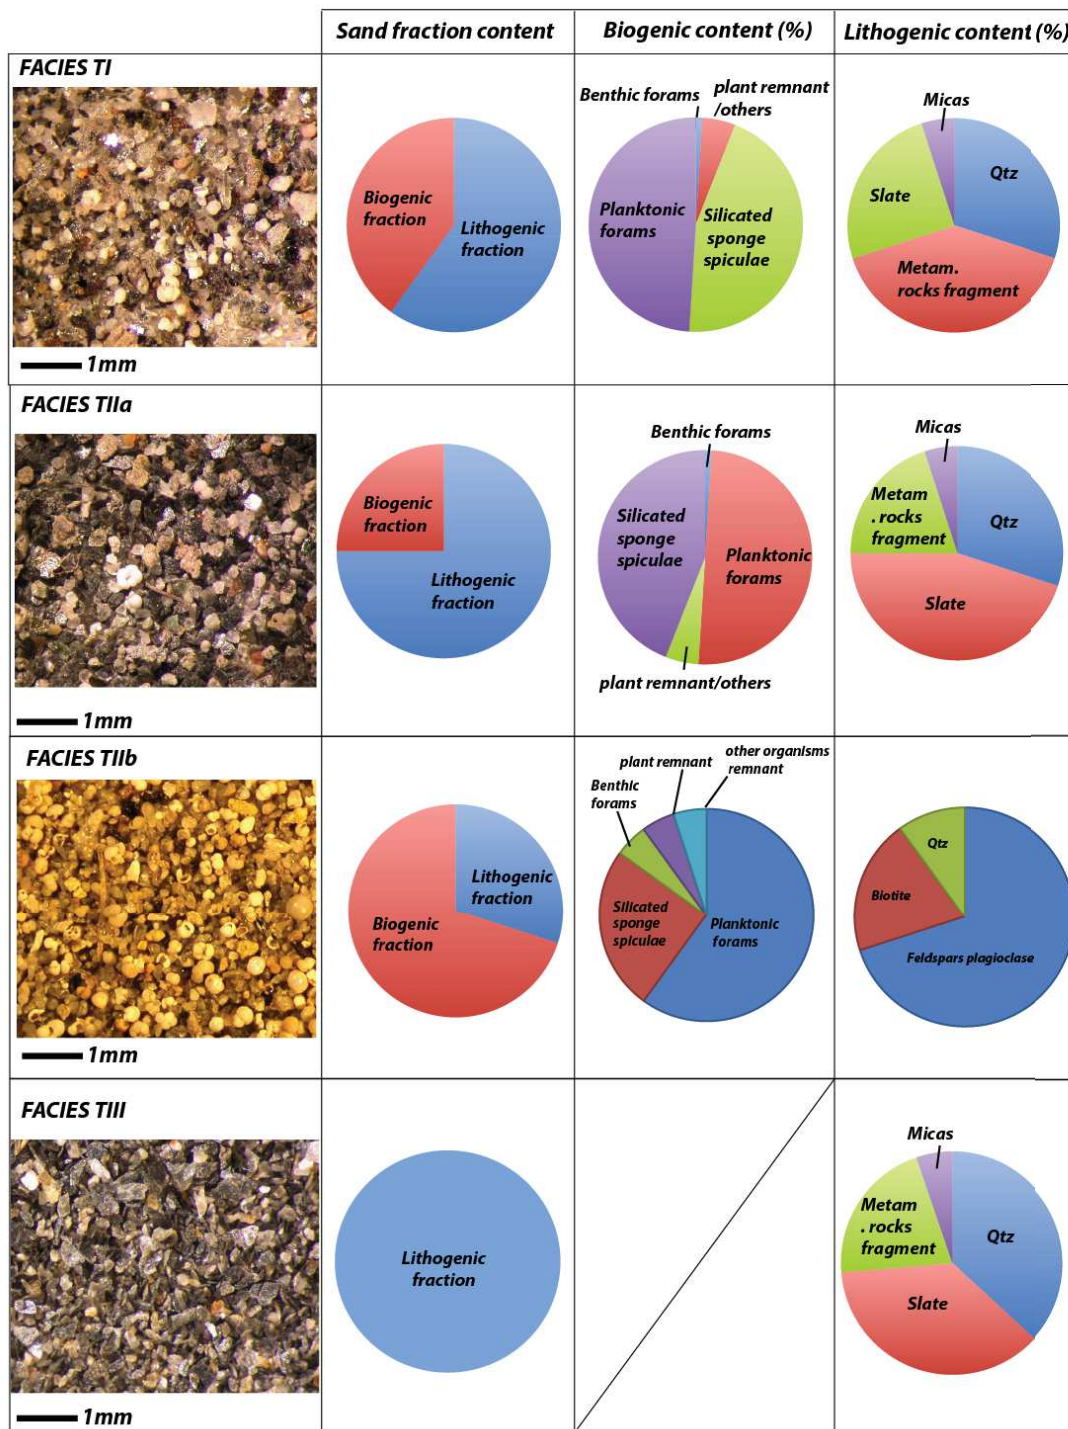 Sand fraction content
Biogenic content (%)
Lithogenic content (%)
FACIES TI
1mm
Biogenic
fraction
Lithogenic
fraction
Benthic forams
plant remnant
/others
Planktonic
forams
Silicated
sponge
spiculae
Micas
Qtz
Slate
Metam.
rocks fragment
FACIES TIIa
1mm
Biogenic
fraction
Lithogenic
fraction
Benthic forams
Silicated
sponge
spiculae
Planktonic
forams
plant remnant/others
Micas
Metam
. rocks
fragment
Qtz
Slate
FACIES TIIb
1mm
Lithogenic
fraction
Biogenic
fraction
other organisms
remnant
plant remnant
Benthic
forams
Silicated
sponge
spiculae
Planktonic
forams
Qtz
Biotite
Feldspars plagioclase
FACIES TIII
1mm
Lithogenic
fraction
Micas
Metam
. rocks
fragment
Qtz
Slate